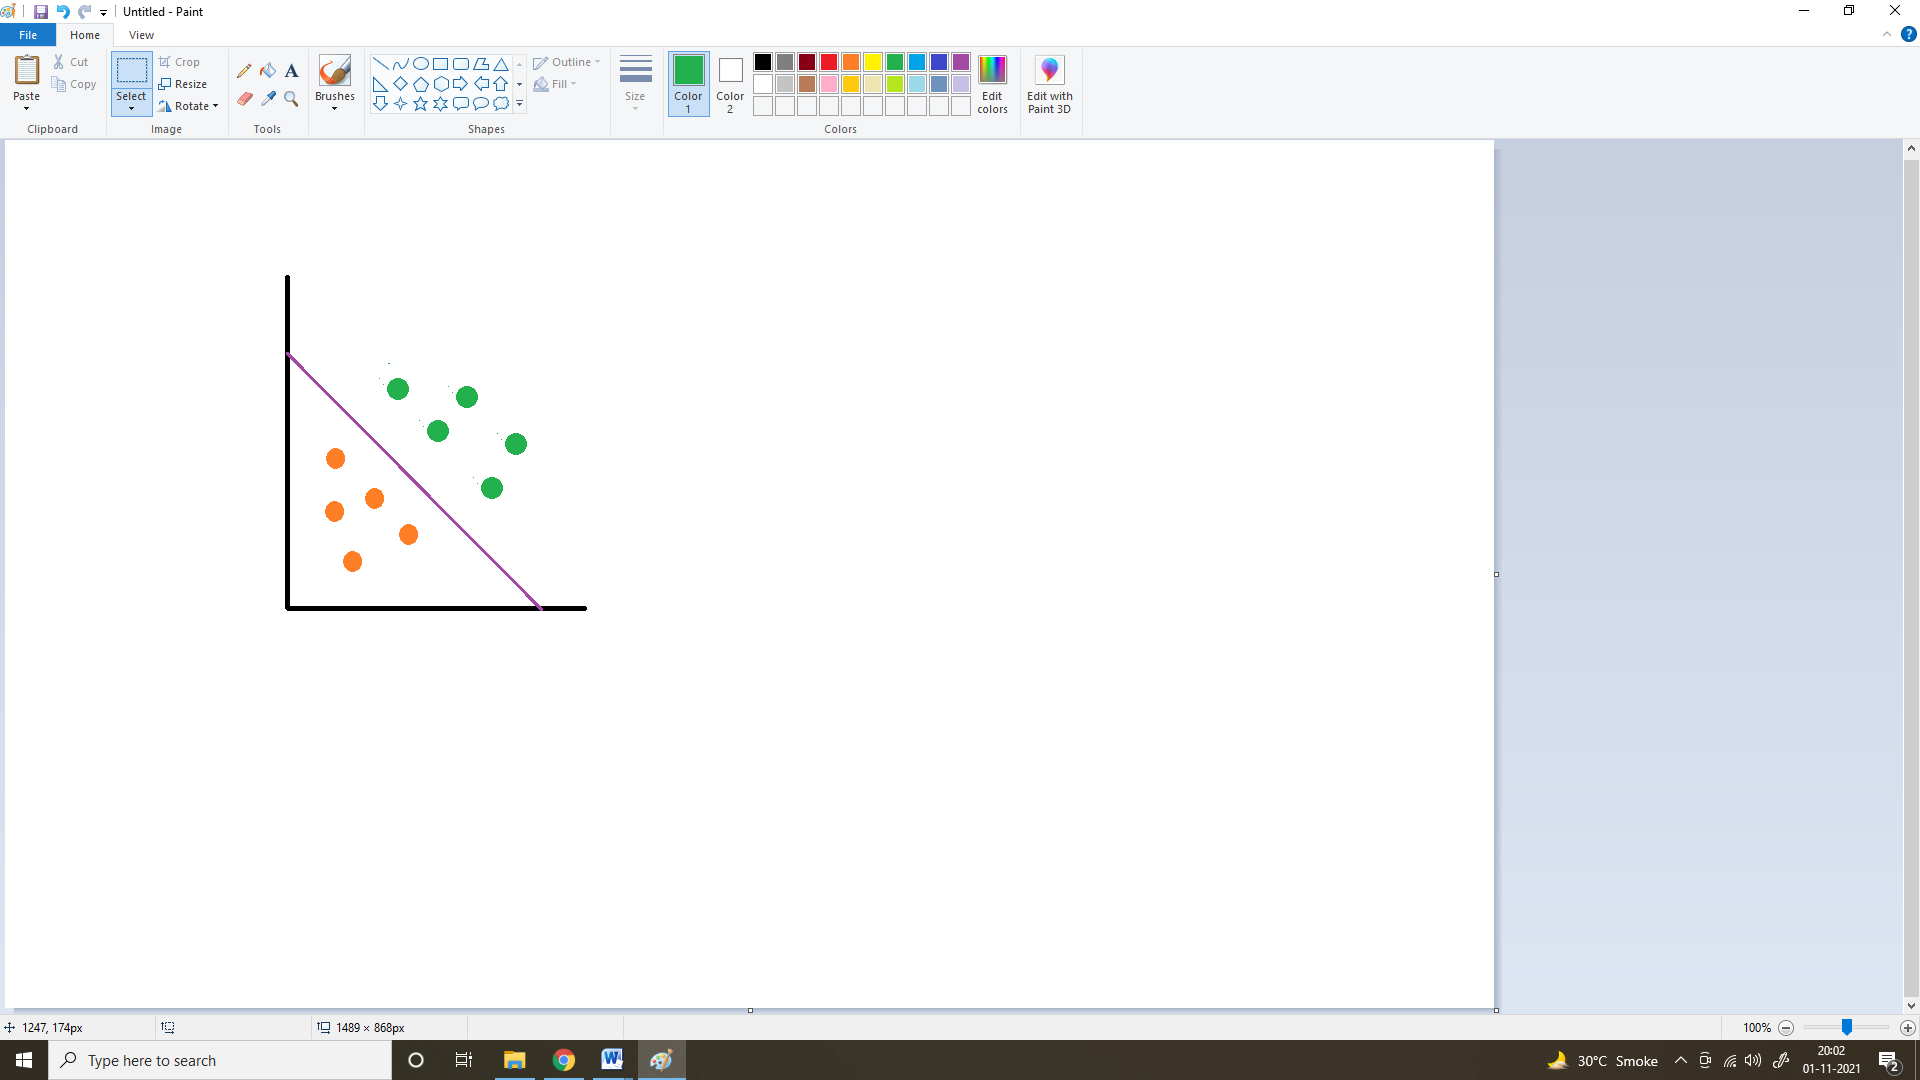 Untitled - Paint
File Home View
Paste
Cut
Copy
Clipboard
Select
Crop
Resize
Rotate
Image
A
Tools
Brushes
Shapes
Outline
Fill
Size
Color 1
Color 2
Edit colors
Colors
Edit with Paint 3D
?
1247, 174px
1489 × 868px
100%
Type here to search
W
30°C Smoke
20:02
01-11-2021
2